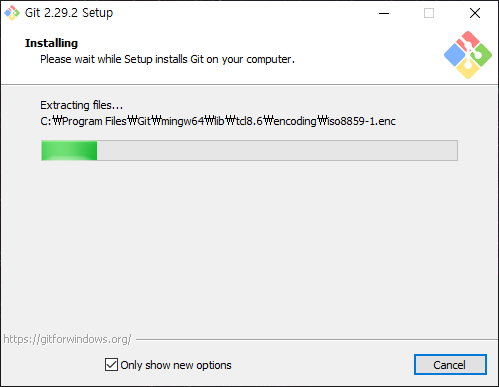 Git 2.29.2 Setup
Installing
Please wait while Setup installs Git on your computer.
Extracting files...
C:₩Program Files₩Git₩mingw64₩lib₩tcl8.6₩encoding₩iso8859-1.enc
https://gitforwindows.org/
Only show new options
Cancel